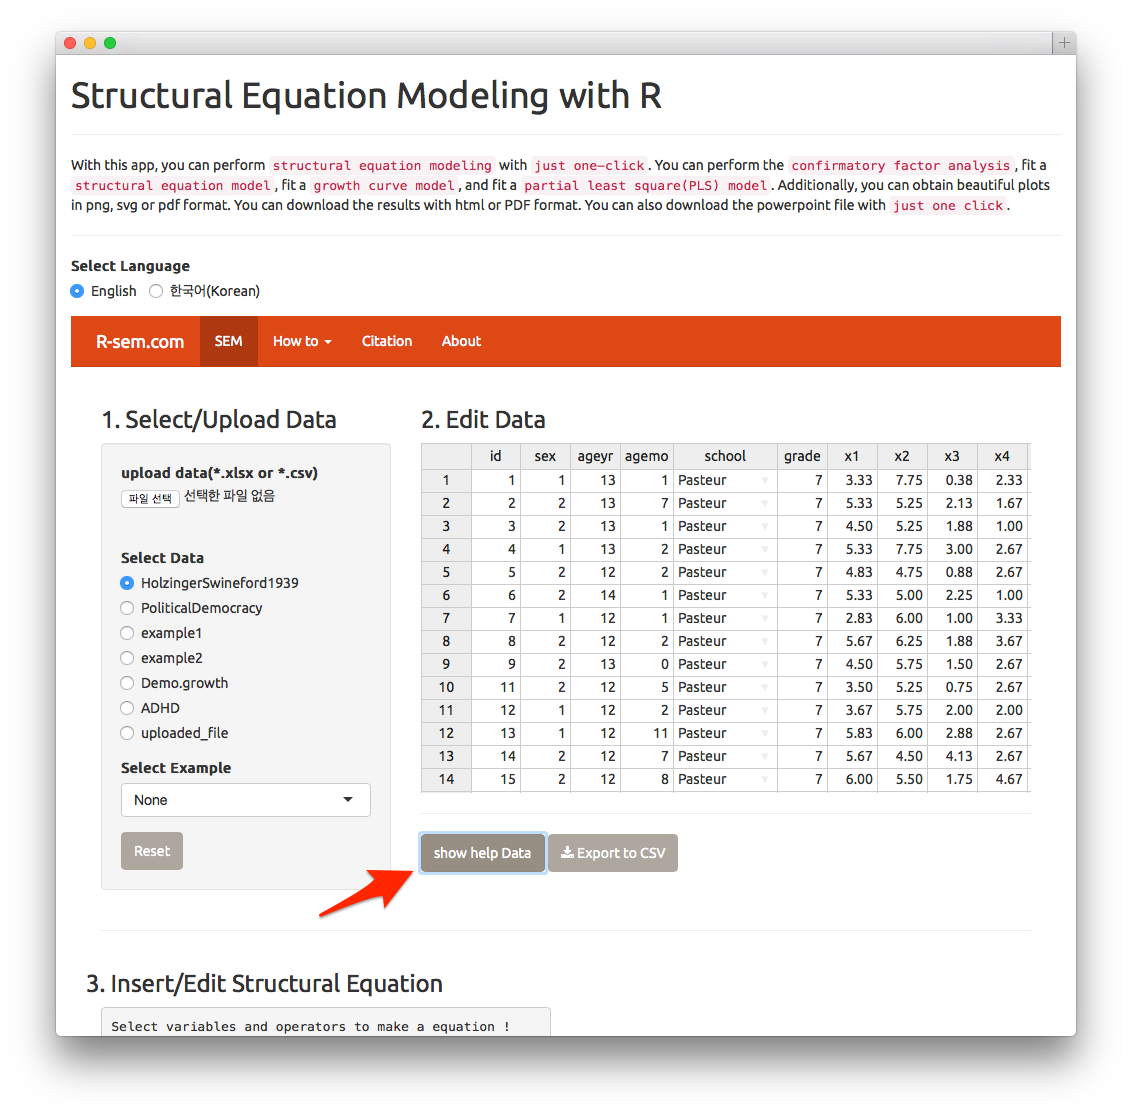 Structural Equation Modeling with R
With this app, you can perform structural equation modeling with just one-click. You can perform the confirmatory factor analysis, fit a
structural equation model, fit a growth curve model, and fit a partial least square(PLS) model. Additionally, you can obtain beautiful plots
in png, svg or pdf format. You can download the results with html or PDF format. You can also download the powerpoint file with just one click.
Select Language
English 한국어(Korean)
R-sem.com SEM How to Citation About
1. Select/Upload Data
upload data(*.xlsx or *.csv)
파일 선택 선택한 파일 없음
Select Data
HolzingerSwineford1939
PoliticalDemocracy
example1
example2
Demo.growth
ADHD
uploaded_file
Select Example
None
Reset
2. Edit Data
id sex ageyr agemo school grade x1 x2 x3 x4
1 1 1 13 1 Pasteur 7 3.33 7.75 0.38 2.33
2 2 2 13 7 Pasteur 7 5.33 5.25 2.13 1.67
3 3 2 13 1 Pasteur 7 4.50 5.25 1.88 1.00
4 4 1 13 2 Pasteur 7 5.33 7.75 3.00 2.67
5 5 2 12 2 Pasteur 7 4.83 4.75 0.88 2.67
6 6 2 14 1 Pasteur 7 5.33 5.00 2.25 1.00
7 7 1 12 1 Pasteur 7 2.83 6.00 1.00 3.33
8 8 2 12 2 Pasteur 7 5.67 6.25 1.88 3.67
9 9 2 13 0 Pasteur 7 4.50 5.75 1.50 2.67
10 11 2 12 5 Pasteur 7 3.50 5.25 0.75 2.67
11 12 1 12 2 Pasteur 7 3.67 5.75 2.00 2.00
12 13 1 12 11 Pasteur 7 5.83 6.00 2.88 2.67
13 14 2 12 7 Pasteur 7 5.67 4.50 4.13 2.67
14 15 2 12 8 Pasteur 7 6.00 5.50 1.75 4.67
show help Data Export to CSV
3. Insert/Edit Structural Equation
Select variables and operators to make a equation !